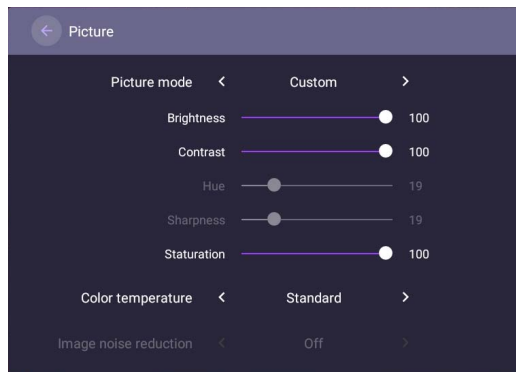 Picture
Picture mode < Custom >
Brightness 100
Contrast 100
Hue 19
Sharpness 19
Staturation 100
Color temperature < Standard >
Image noise reduction < Off >